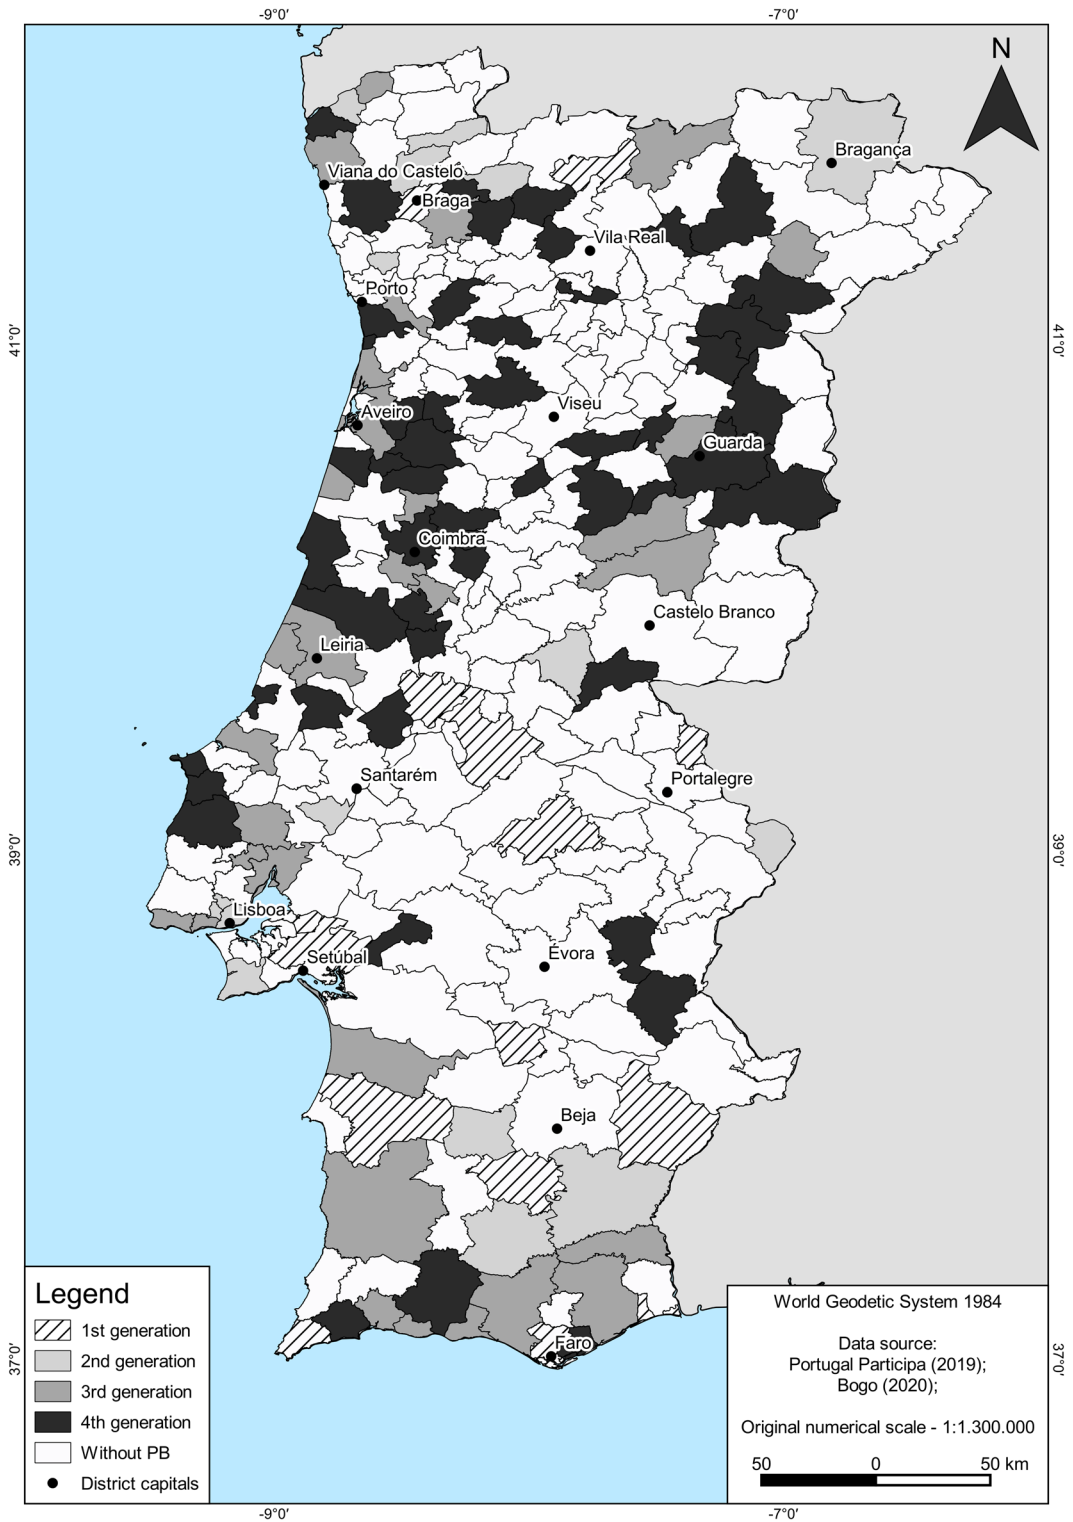 -9°0′
-7°0′
N
Bragança
Viana do Castelo
Braga
Vila Real
Porto
41°0′
41°0′
Aveiro
Viseu
Guarda
Coimbra
Castelo Branco
Leiria
Santarém
Portalegre
39°0′
39°0′
Lisboa
Évora
Setúbal
Beja
Faro
37°0′
37°0′
Legend
1st generation
2nd generation
3rd generation
4th generation
Without PB
District capitals
World Geodetic System 1984
Data source:
Portugal Participa (2019);
Bogo (2020);
Original numerical scale - 1:1.300.000
50 0 50 km
-9°0′
-7°0′